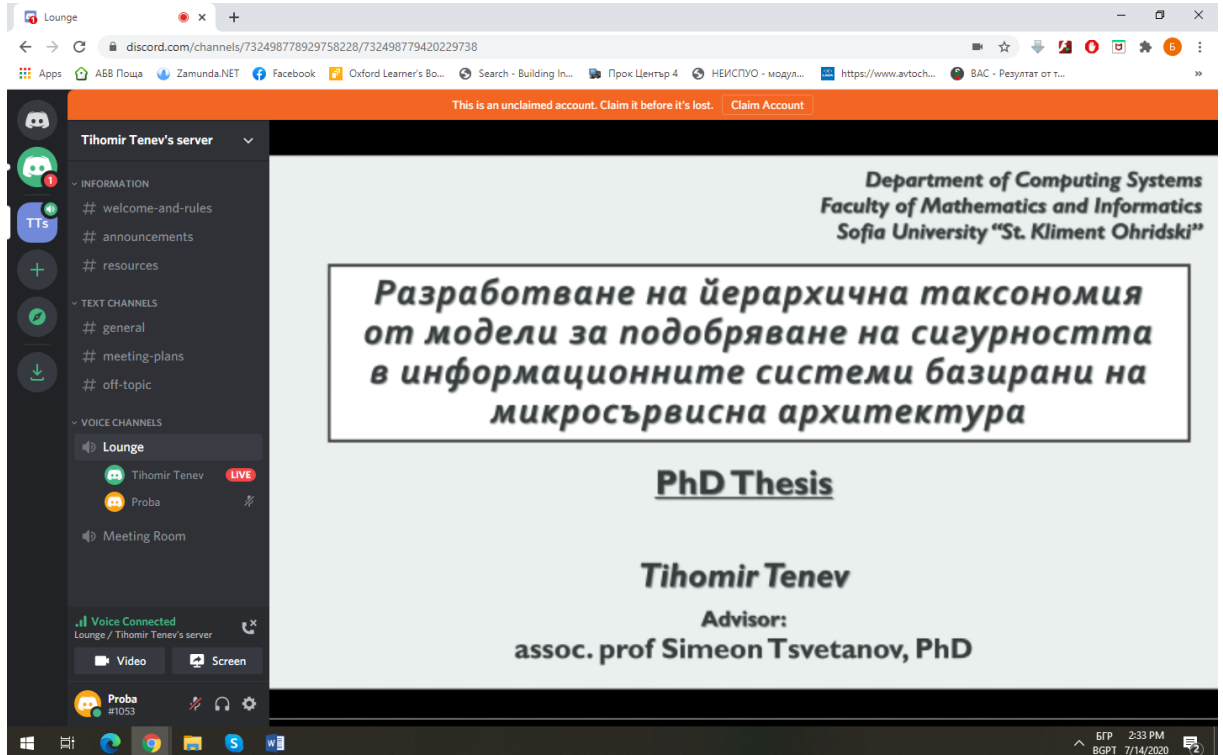 Lounge
discord.com/channels/732498778929758228/732498779420229738
Apps АБВ Поща Zamunda.NET Facebook Oxford Learner's Bo... Search - Building In... Прок Център 4 НЕИСПУО - модул... https://www.avtoch... ВАС - Резултат от т... »
This is an unclaimed account. Claim it before it's lost. Claim Account
Tihomir Tenev's server
INFORMATION
# welcome-and-rules
# announcements
# resources
TEXT CHANNELS
# general
# meeting-plans
# off-topic
VOICE CHANNELS
Lounge
Tihomir Tenev LIVE
Proba
Meeting Room
Voice Connected
Lounge / Tihomir Tenev's server
Video Screen
Proba
#1053
1
TTs
Department of Computing Systems
Faculty of Mathematics and Informatics
Sofia University “St. Kliment Ohridski”
Разработване на йерархична таксономия
от модели за подобряване на сигурността
в информационните системи базирани на
микросървисна архитектура
PhD Thesis
Tihomir Tenev
Advisor:
assoc. prof Simeon Tsvetanov, PhD
БГР 2:33 PM
BGPT 7/14/2020
2